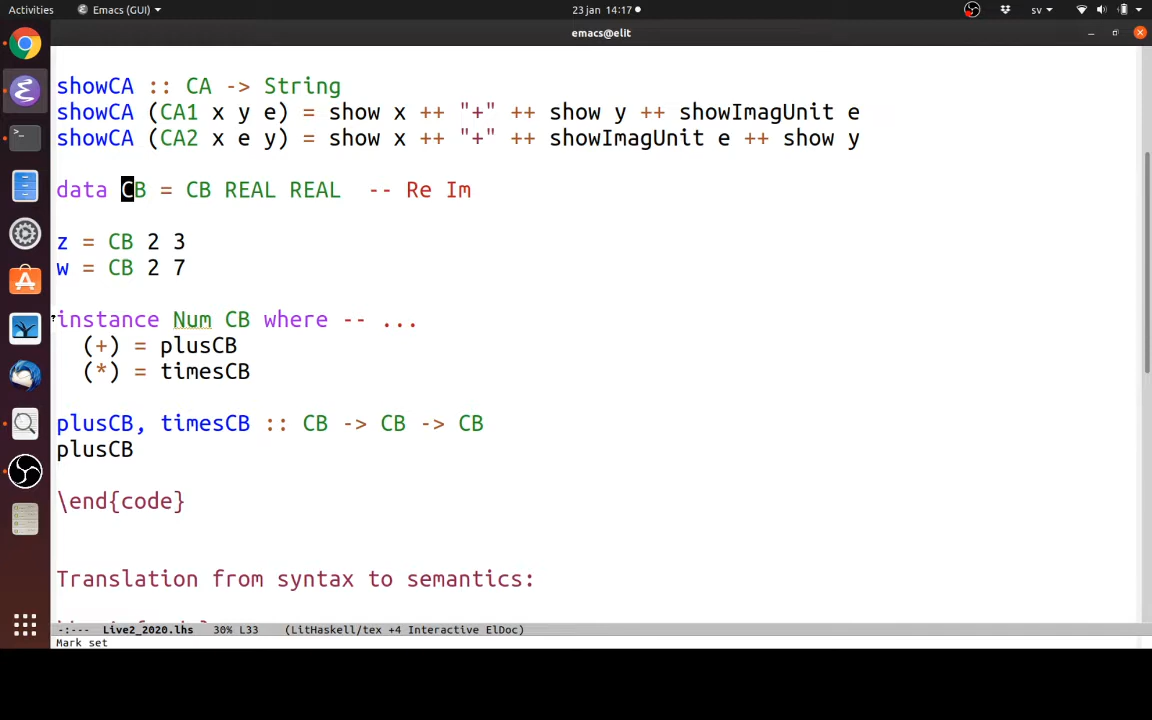 Activities Emacs (GUI) 23 jan 14:17 sv
emacs@elit
showCA :: CA -> String
showCA (CA1 x y e) = show x ++ "+" ++ show y ++ showImagUnit e
showCA (CA2 x e y) = show x ++ "+" ++ showImagUnit e ++ show y
data CB = CB REAL REAL -- Re Im
z = CB 2 3
w = CB 2 7
instance Num CB where -- ...
(+) = plusCB
(*) = timesCB
plusCB, timesCB :: CB -> CB -> CB
plusCB
\end{code}
Translation from syntax to semantics:
-:--- Live2_2020.lhs 30% L33 (LitHaskell/tex +4 Interactive ElDoc)
Mark set